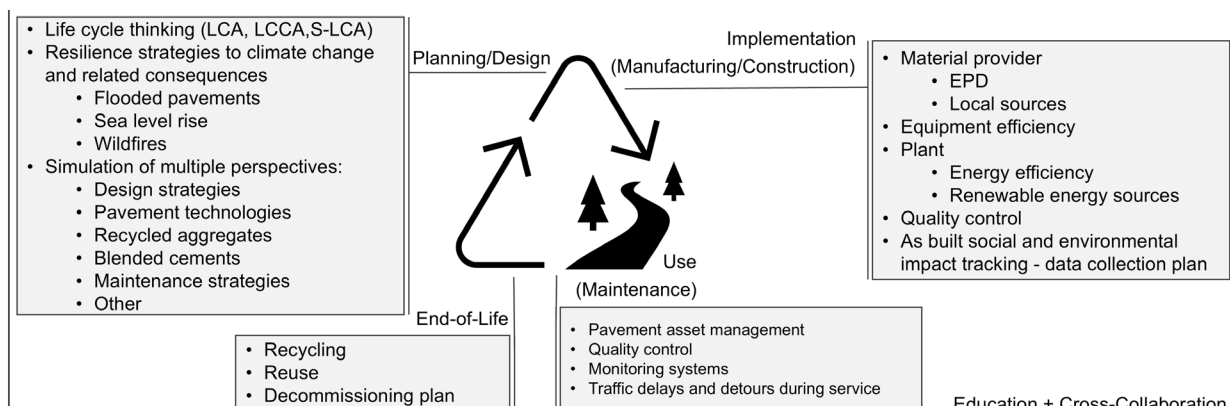 • Life cycle thinking (LCA, LCCA,S-LCA)
• Resilience strategies to climate change
and related consequences
• Flooded pavements
• Sea level rise
• Wildfires
• Simulation of multiple perspectives:
• Design strategies
• Pavement technologies
• Recycled aggregates
• Blended cements
• Maintenance strategies
• Other
Planning/Design
Implementation
(Manufacturing/Construction)
• Material provider
• EPD
• Local sources
• Equipment efficiency
• Plant
• Energy efficiency
• Renewable energy sources
• Quality control
• As built social and environmental
impact tracking - data collection plan
Use
(Maintenance)
• Pavement asset management
• Quality control
• Monitoring systems
• Traffic delays and detours during service
End-of-Life
• Recycling
• Reuse
• Decommissioning plan
Education + Cross-Collaboration